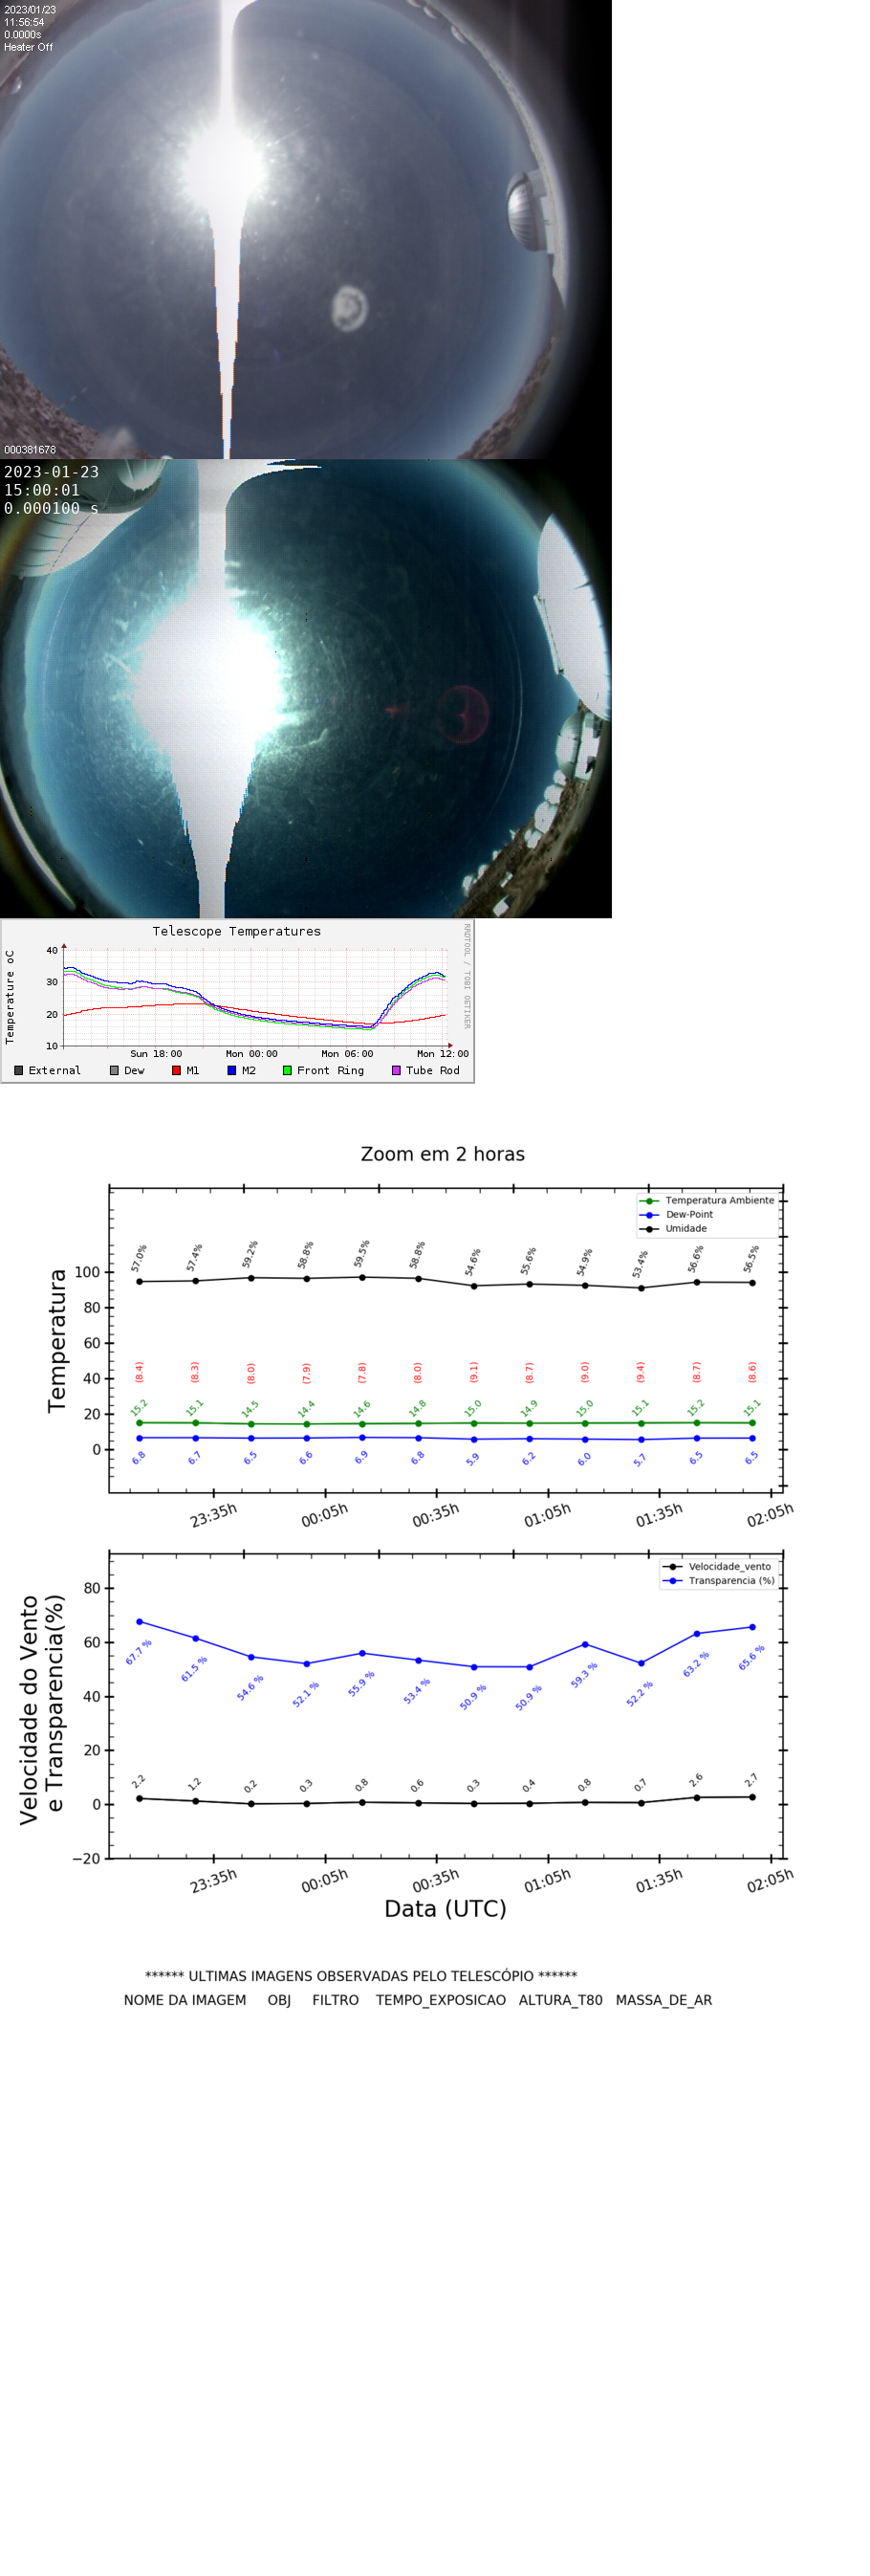 2023/01/23
11:56:54
0.0000s
Heater Off
000381678
2023-01-23
15:00:01
0.000100 s
Telescope Temperatures
RRDTOOL / TOBI OETIKER
Temperature oC
40
30
20
10
Sun 18:00 Mon 00:00 Mon 06:00 Mon 12:00
External Dew M1 M2 Front Ring Tube Rod
Zoom em 2 horas
Temperatura Ambiente
Dew-Point
Umidade
Temperatura
100
80
60
40
20
0
57.0% 57.4% 59.2% 58.8% 59.5% 58.8% 54.6% 55.6% 54.9% 53.4% 56.6% 56.5%
(8.4) (8.3) (8.0) (7.9) (7.8) (8.0) (9.1) (8.7) (9.0) (9.4) (8.7) (8.6)
15.2 15.1 14.5 14.4 14.6 14.8 15.0 14.9 15.0 15.1 15.2 15.1
6.8 6.7 6.5 6.6 6.9 6.8 5.9 6.2 6.0 5.7 6.5 6.5
23:35h 00:05h 00:35h 01:05h 01:35h 02:05h
Velocidade_vento
Transparencia (%)
Velocidade do Vento
e Transparencia(%)
80
60
40
20
0
−20
67.7 % 61.5 % 54.6 % 52.1 % 55.9 % 53.4 % 50.9 % 50.9 % 59.3 % 52.2 % 63.2 % 65.6 %
2.2 1.2 0.2 0.3 0.8 0.6 0.3 0.4 0.8 0.7 2.6 2.7
23:35h 00:05h 00:35h 01:05h 01:35h 02:05h
Data (UTC)
****** ULTIMAS IMAGENS OBSERVADAS PELO TELESCÓPIO ******
NOME DA IMAGEM OBJ FILTRO TEMPO_EXPOSICAO ALTURA_T80 MASSA_DE_AR